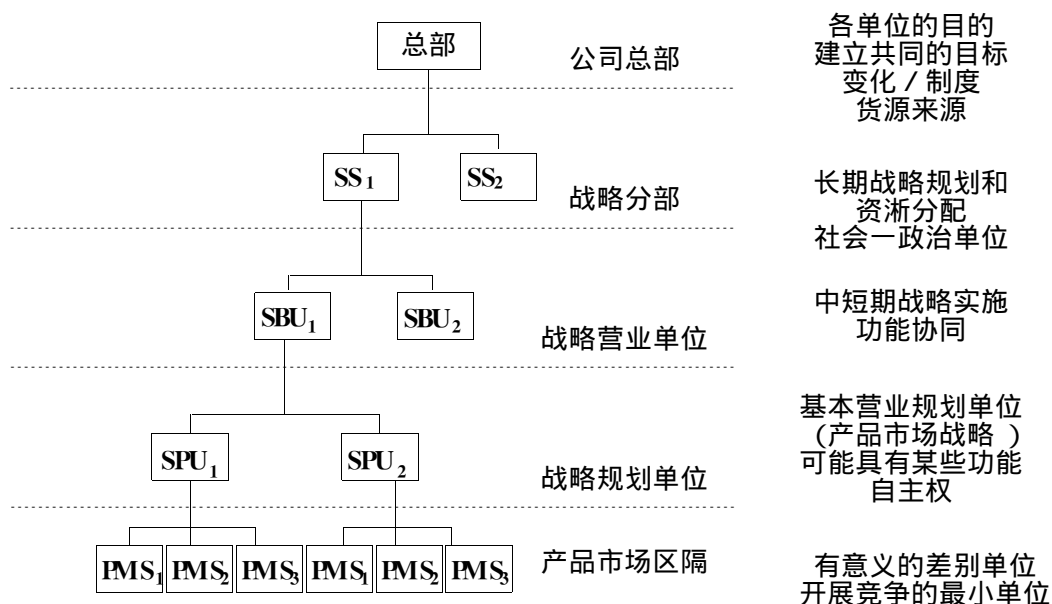 总部
公司总部
各单位的目的
建立共同的目标
变化 / 制度
货源来源
SS₁ SS₂
战略分部
长期战略规划和
资淅分配
社会一政治单位
SBU₁ SBU₂
战略营业单位
中短期战略实施
功能协同
SPU₁ SPU₂
战略规划单位
基本营业规划单位
(产品市场战略 )
可能具有某些功能
自主权
PMS₁ PMS₂ PMS₃ PMS₁ PMS₂ PMS₃
产品市场区隔
有意义的差别单位
开展竞争的最小单位